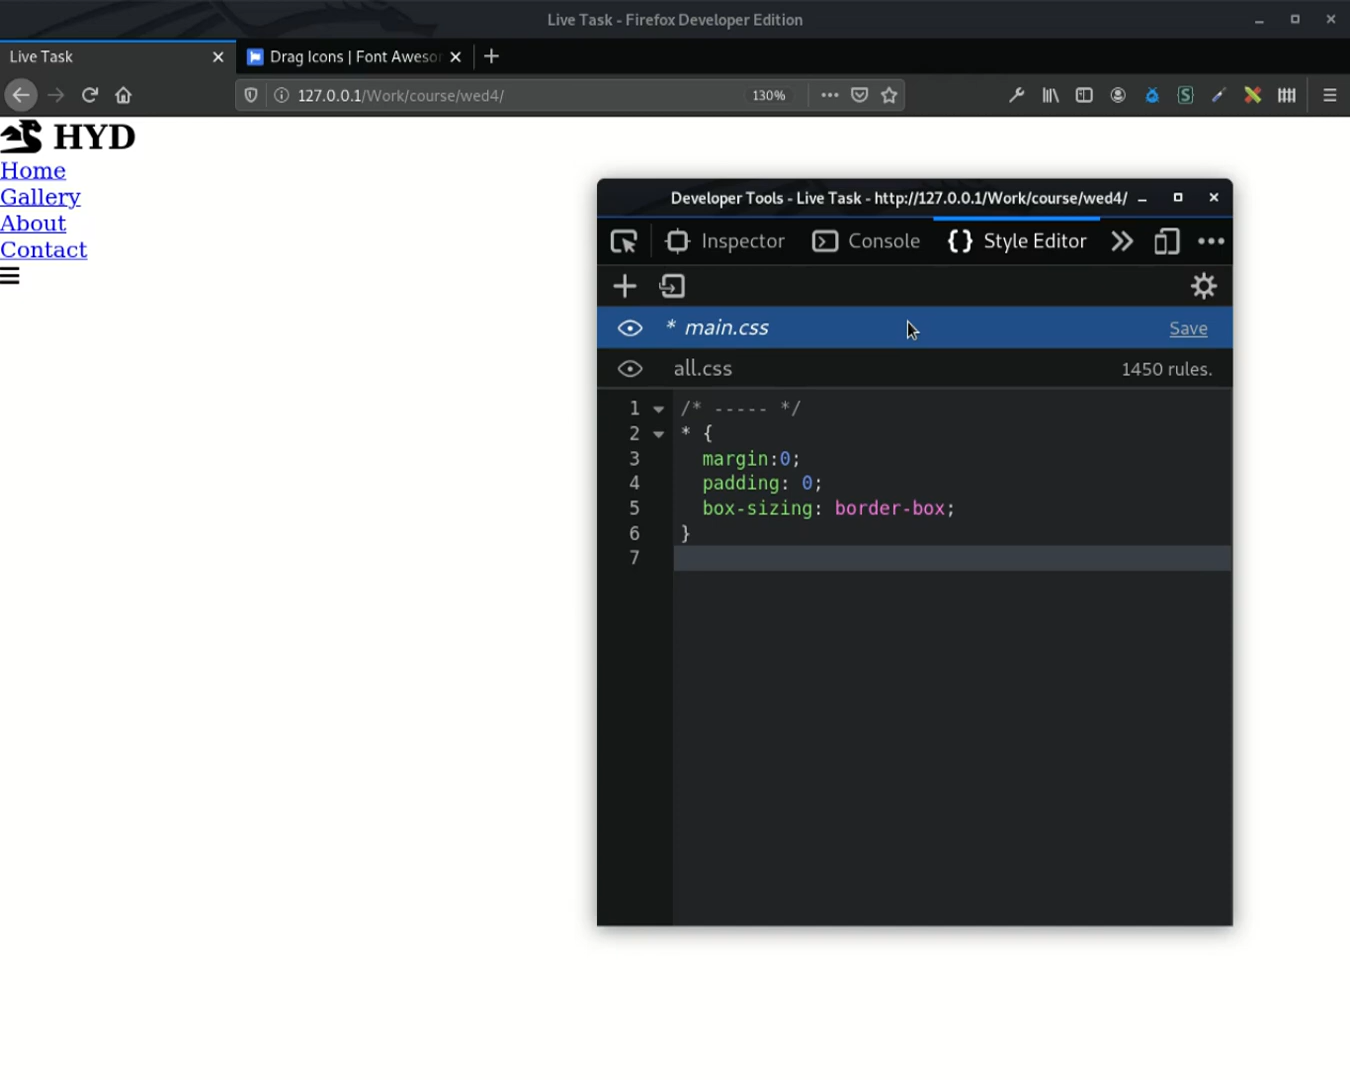 Live Task - Firefox Developer Edition
Live Task
Drag Icons | Font Aweso
127.0.0.1/Work/course/wed4/
130%
HYD
Home
Gallery
About
Contact
Developer Tools - Live Task - http://127.0.0.1/Work/course/wed4/
Inspector
Console
{} Style Editor
* main.css
Save
all.css
1450 rules.
1 /* ----- */
2 * {
3 margin:0;
4 padding: 0;
5 box-sizing: border-box;
6 }
7